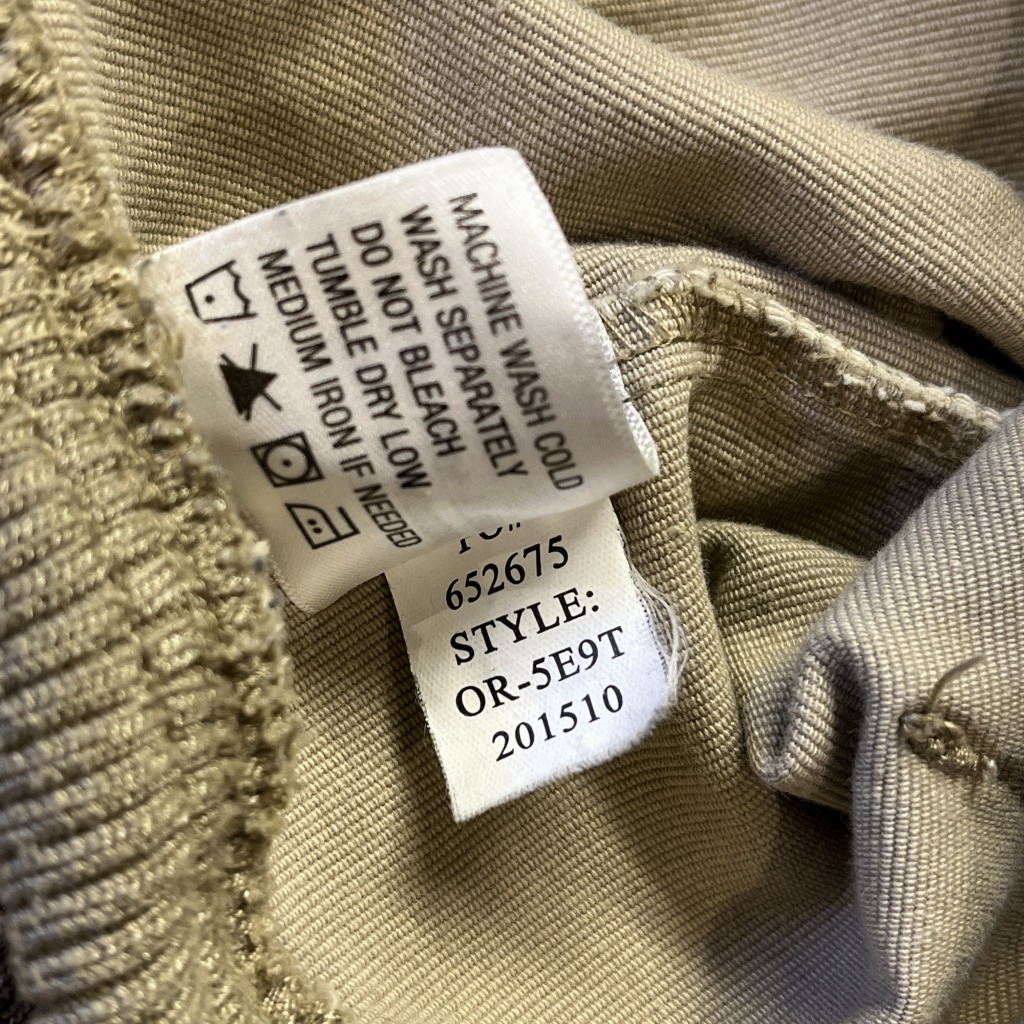 MACHINE WASH COLD
WASH SEPARATELY
DO NOT BLEACH
TUMBLE DRY LOW
MEDIUM IRON IF NEEDED
652675
STYLE:
OR-5E9T
201510